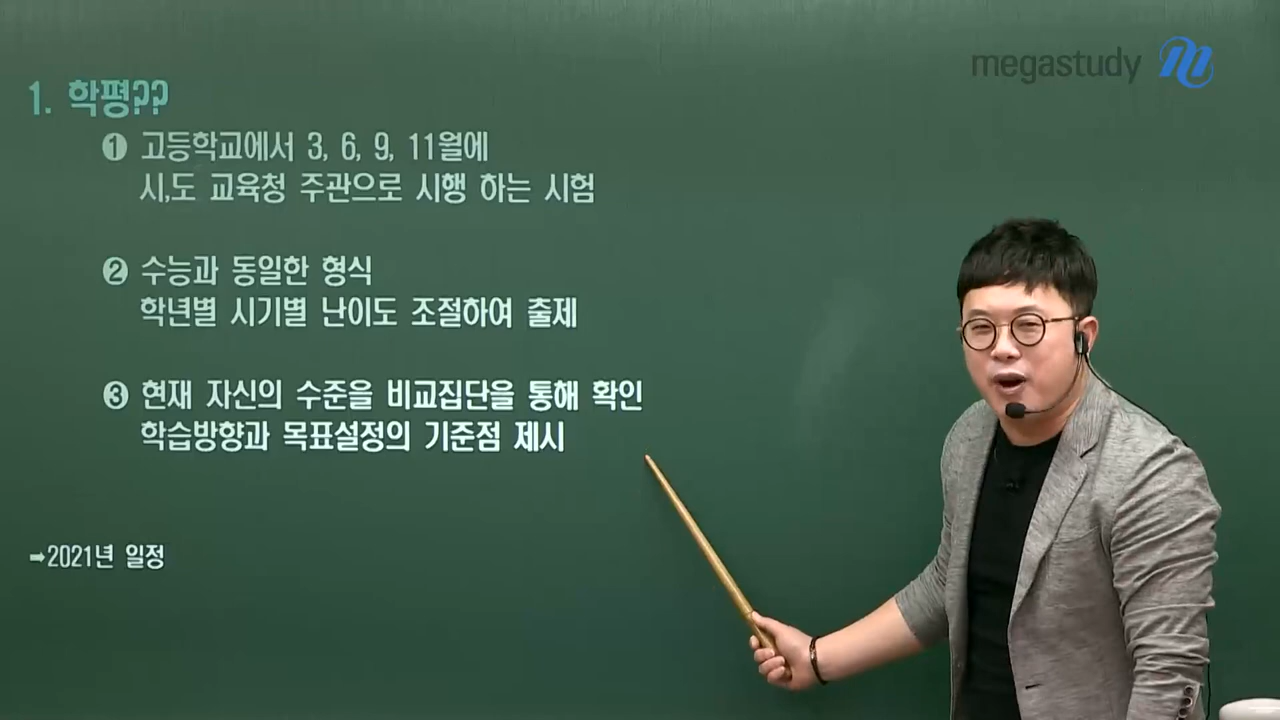 megastudy
1. 학평??
❶ 고등학교에서 3, 6, 9, 11월에
시,도 교육청 주관으로 시행 하는 시험
❷ 수능과 동일한 형식
학년별 시기별 난이도 조절하여 출제
❸ 현재 자신의 수준을 비교집단을 통해 확인
학습방향과 목표설정의 기준점 제시
➡2021년 일정